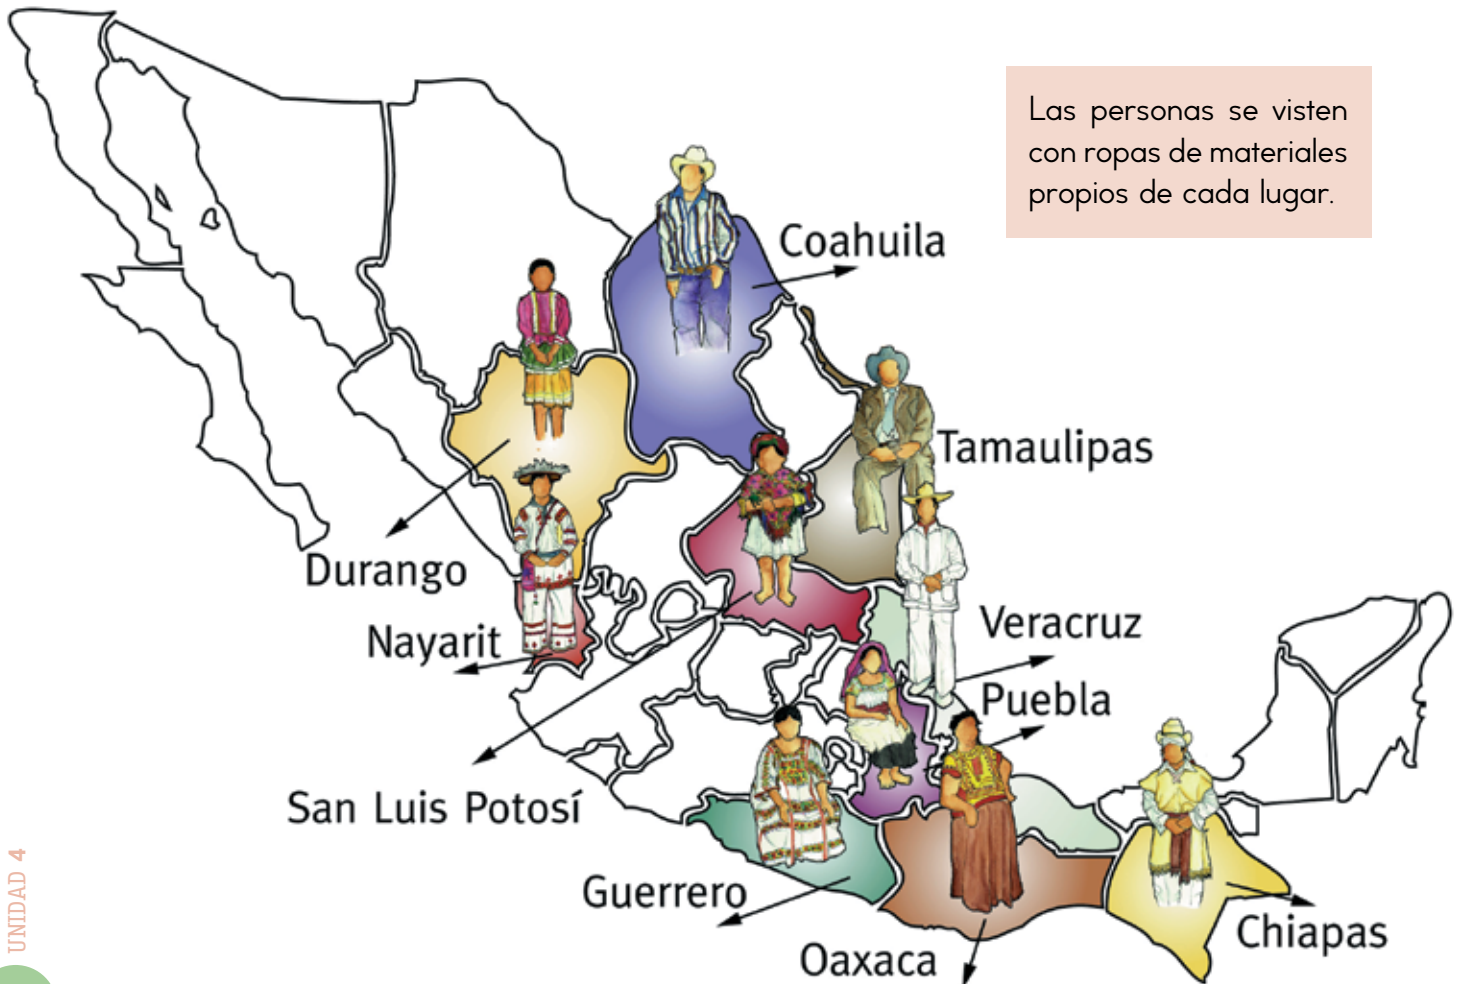 Las personas se visten
con ropas de materiales
propios de cada lugar.
Coahuila
Tamaulipas
Durango
Nayarit
Veracruz
Puebla
San Luis Potosí
Guerrero
Oaxaca
Chiapas
UNIDAD 4